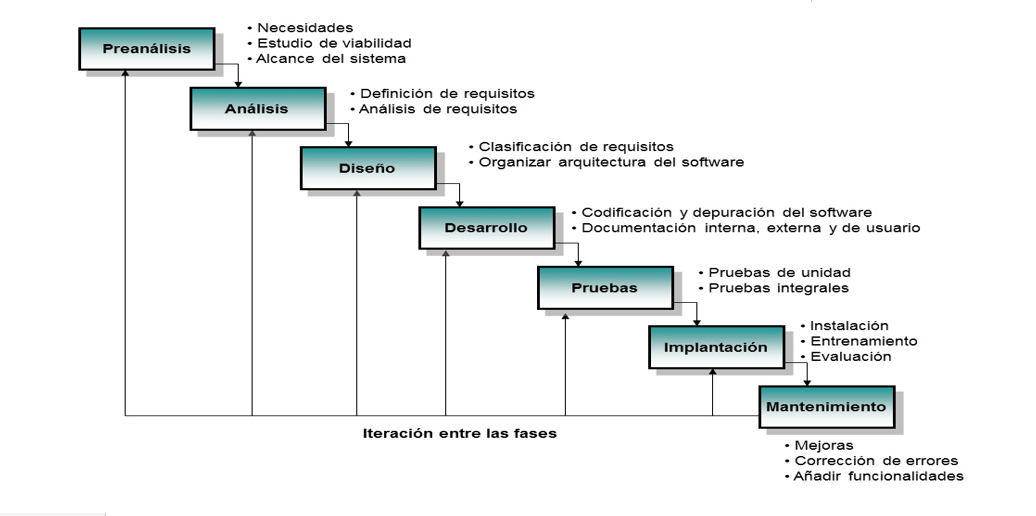 Preanálisis
• Necesidades
• Estudio de viabilidad
• Alcance del sistema
Análisis
• Definición de requisitos
• Análisis de requisitos
Diseño
• Clasificación de requisitos
• Organizar arquitectura del software
Desarrollo
• Codificación y depuración del software
• Documentación interna, externa y de usuario
Pruebas
• Pruebas de unidad
• Pruebas integrales
Implantación
• Instalación
• Entrenamiento
• Evaluación
Mantenimiento
• Mejoras
• Corrección de errores
• Añadir funcionalidades
Iteración entre las fases